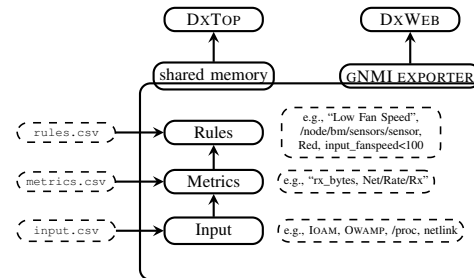 DXTOP DXWEB
shared memory GNMI EXPORTER
rules.csv Rules e.g., “Low Fan Speed”,
/node/bm/sensors/sensor,
Red, input_fanspeed<100
metrics.csv Metrics e.g., “rx_bytes, Net/Rate/Rx”
input.csv Input e.g., IOAM, OWAMP, /proc, netlink